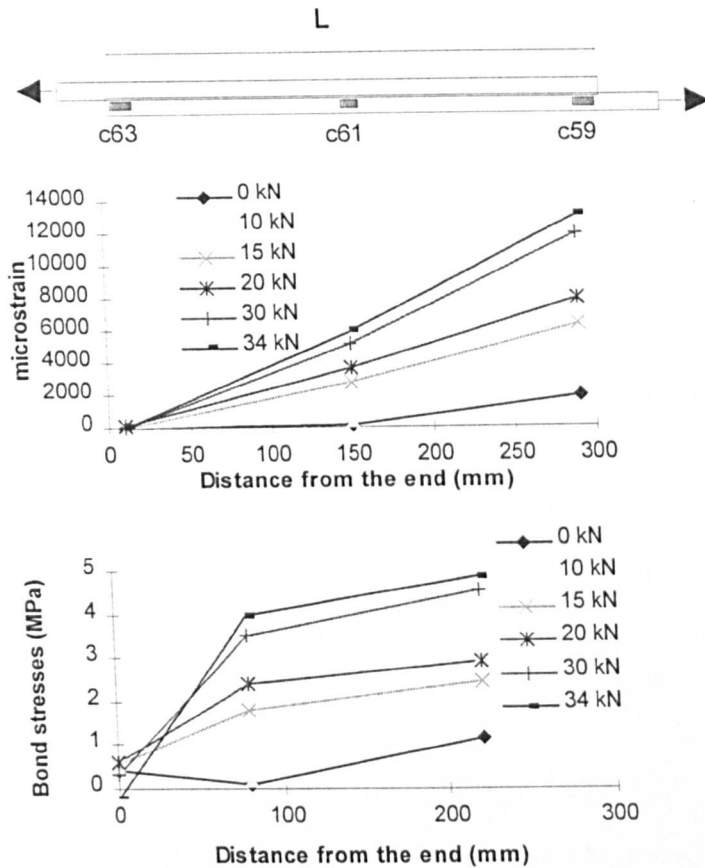 L
c63 c61 c59
14000
12000
10000
8000
6000
4000
2000
0
microstrain
0 kN
10 kN
15 kN
20 kN
30 kN
34 kN
0 50 100 150 200 250 300
Distance from the end (mm)
5
4
3
2
1
0
Bond stresses (MPa)
0 kN
10 kN
15 kN
20 kN
30 kN
34 kN
0 100 200 300
Distance from the end (mm)